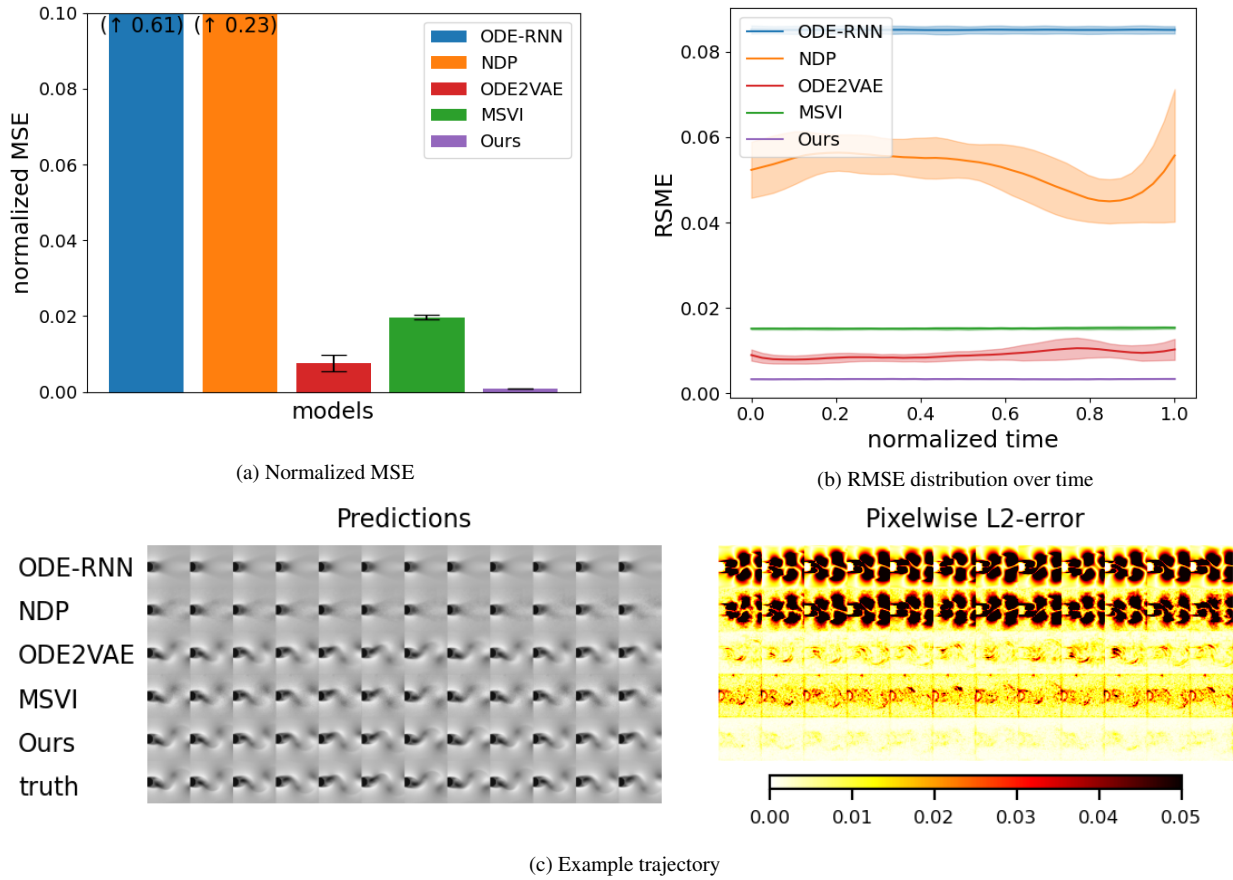 (↑ 0.61) (↑ 0.23)
0.10
0.08
0.06
0.04
0.02
0.00
normalized MSE
models
ODE-RNN
NDP
ODE2VAE
MSVI
Ours
(a) Normalized MSE
0.08
0.06
0.04
0.02
0.00
RSME
ODE-RNN
NDP
ODE2VAE
MSVI
Ours
0.0 0.2 0.4 0.6 0.8 1.0
normalized time
(b) RMSE distribution over time
Predictions
ODE-RNN
NDP
ODE2VAE
MSVI
Ours
truth
Pixelwise L2-error
0.00 0.01 0.02 0.03 0.04 0.05
(c) Example trajectory